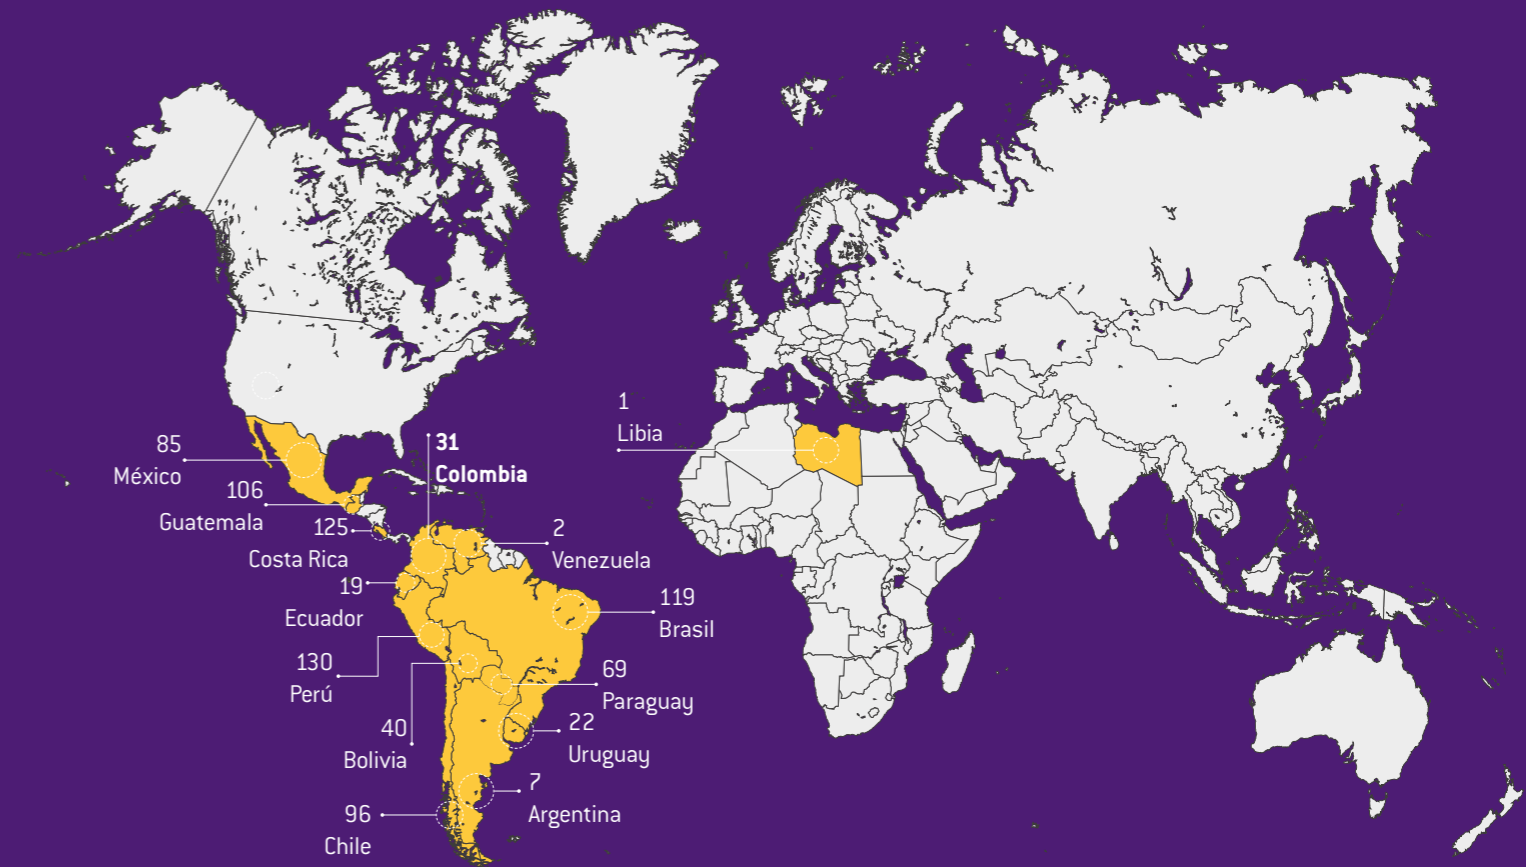 1
Libia
31
Colombia
85
México
106
Guatemala
125
Costa Rica
2
Venezuela
19
Ecuador
119
Brasil
130
Perú
69
Paraguay
40
Bolivia
22
Uruguay
7
Argentina
96
Chile